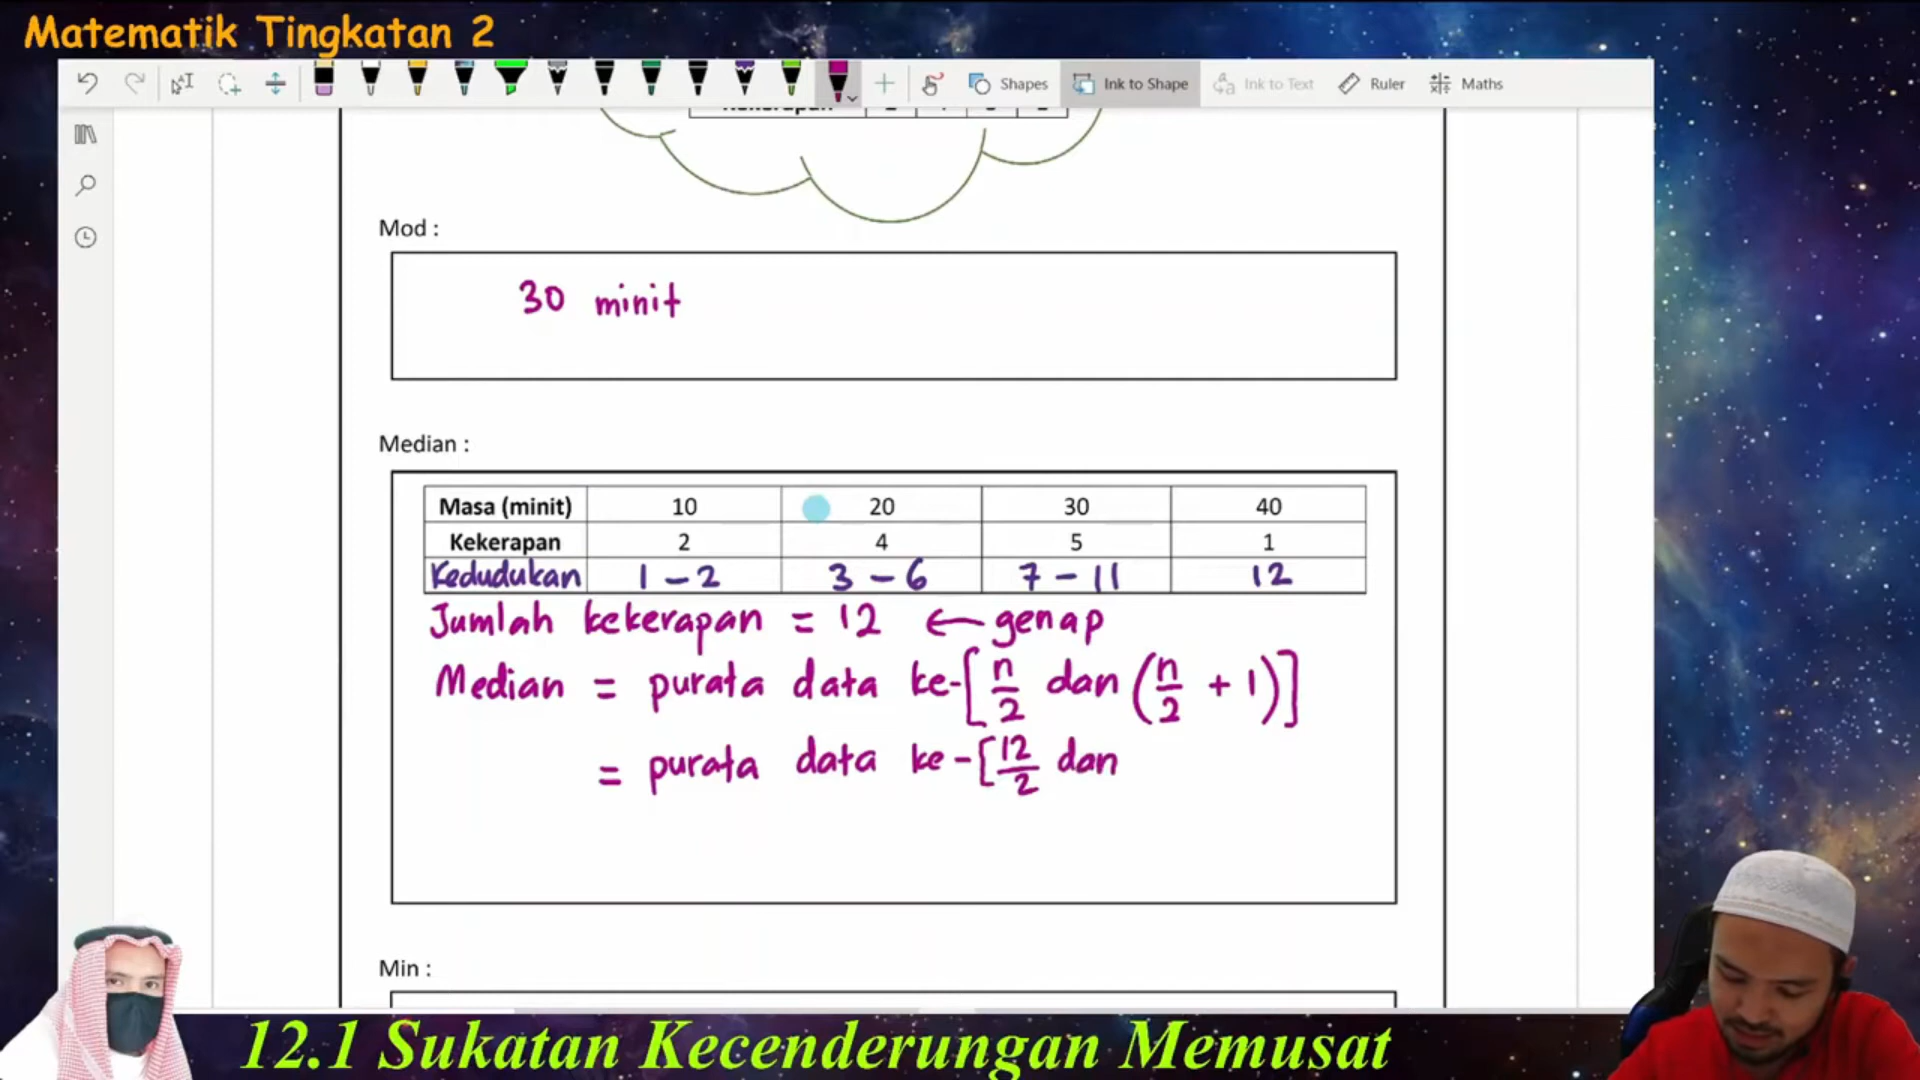 Matematik Tingkatan 2
Shapes Ink to Shape Ink to Text Ruler Maths
Mod :
30 minit
Median :
Masa (minit) 10 20 30 40
Kekerapan 2 4 5 1
Kedudukan 1 - 2 3 - 6 7 - 11 12
Jumlah kekerapan = 12 ← genap
Median = purata data ke-[n/2 dan (n/2 + 1)]
= purata data ke-[12/2 dan
Min :
12.1 Sukatan Kecenderungan Memusat